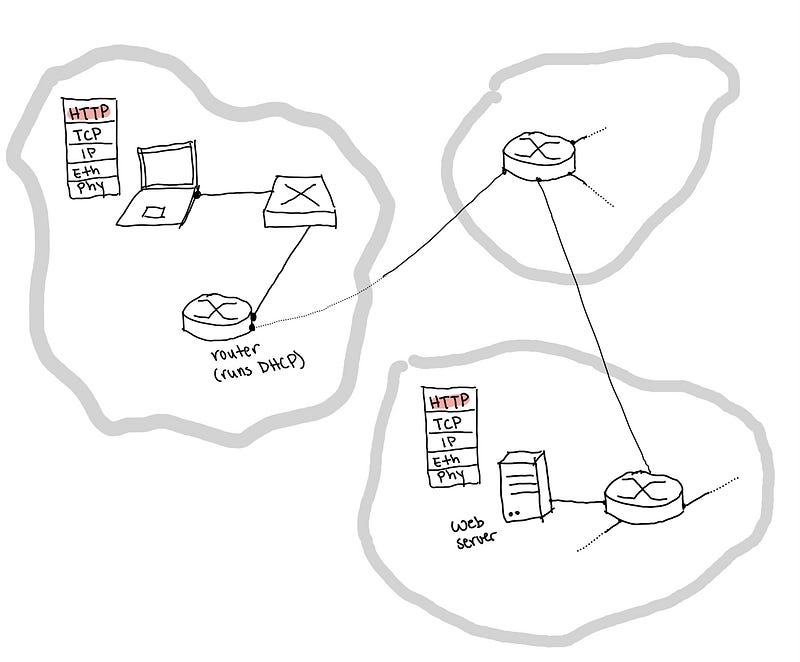 HTTP
TCP
IP
Eth
Phy
router
(runs DHCP)
HTTP
TCP
IP
Eth
Phy
Web
server